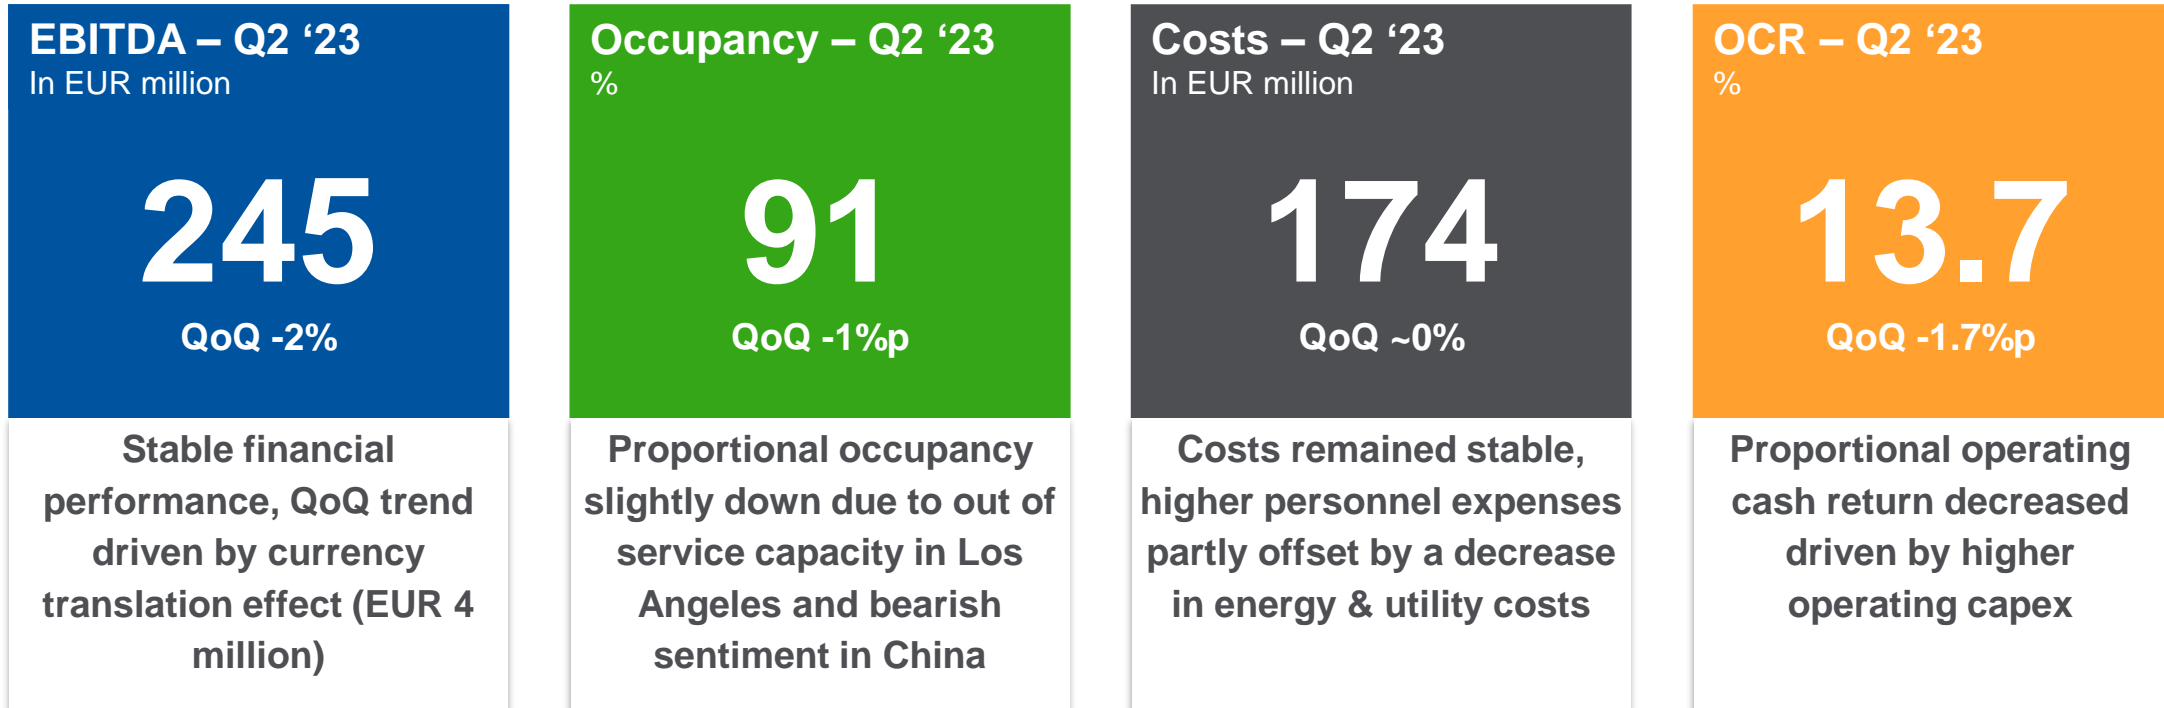 EBITDA – Q2 ‘23
In EUR million
245
QoQ -2%
Stable financial
performance, QoQ trend
driven by currency
translation effect (EUR 4
million)
Occupancy – Q2 ‘23
%
91
QoQ -1%p
Proportional occupancy
slightly down due to out of
service capacity in Los
Angeles and bearish
sentiment in China
Costs – Q2 ‘23
In EUR million
174
QoQ ~0%
Costs remained stable,
higher personnel expenses
partly offset by a decrease
in energy & utility costs
OCR – Q2 ‘23
%
13.7
QoQ -1.7%p
Proportional operating
cash return decreased
driven by higher
operating capex